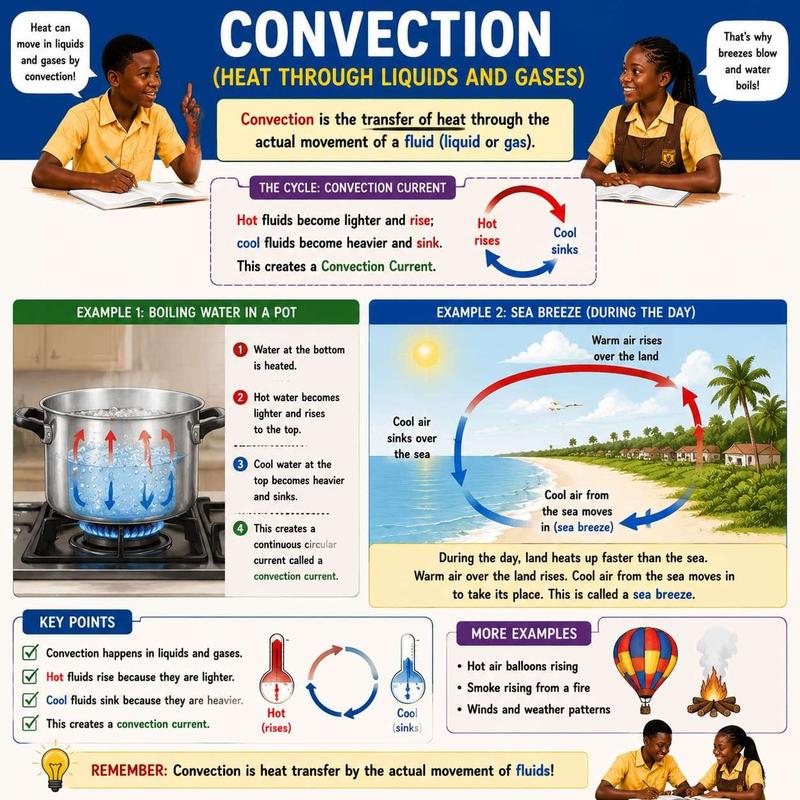 Heat can
move in liquids
and gases by
convection!
CONVECTION
(HEAT THROUGH LIQUIDS AND GASES)
That's why
breezes blow
and water
boils!
Convection is the transfer of heat through the
actual movement of a fluid (liquid or gas).
THE CYCLE: CONVECTION CURRENT
Hot fluids become lighter and rise;
cool fluids become heavier and sink.
This creates a Convection Current.
Hot
rises
Cool
sinks
EXAMPLE 1: BOILING WATER IN A POT
1 Water at the bottom
is heated.
2 Hot water becomes
lighter and rises
to the top.
3 Cool water at the
top becomes heavier
and sinks.
4 This creates a
continuous circular
current called a
convection current.
EXAMPLE 2: SEA BREEZE (DURING THE DAY)
Warm air rises
over the land
Cool air
sinks over
the sea
Cool air from
the sea moves
in (sea breeze)
During the day, land heats up faster than the sea.
Warm air over the land rises. Cool air from the sea moves in
to take its place. This is called a sea breeze.
KEY POINTS
Convection happens in liquids and gases.
Hot fluids rise because they are lighter.
Cool fluids sink because they are heavier.
This creates a convection current.
Hot
(rises)
Cool
(sinks)
MORE EXAMPLES
• Hot air balloons rising
• Smoke rising from a fire
• Winds and weather patterns
REMEMBER: Convection is heat transfer by the actual movement of fluids!